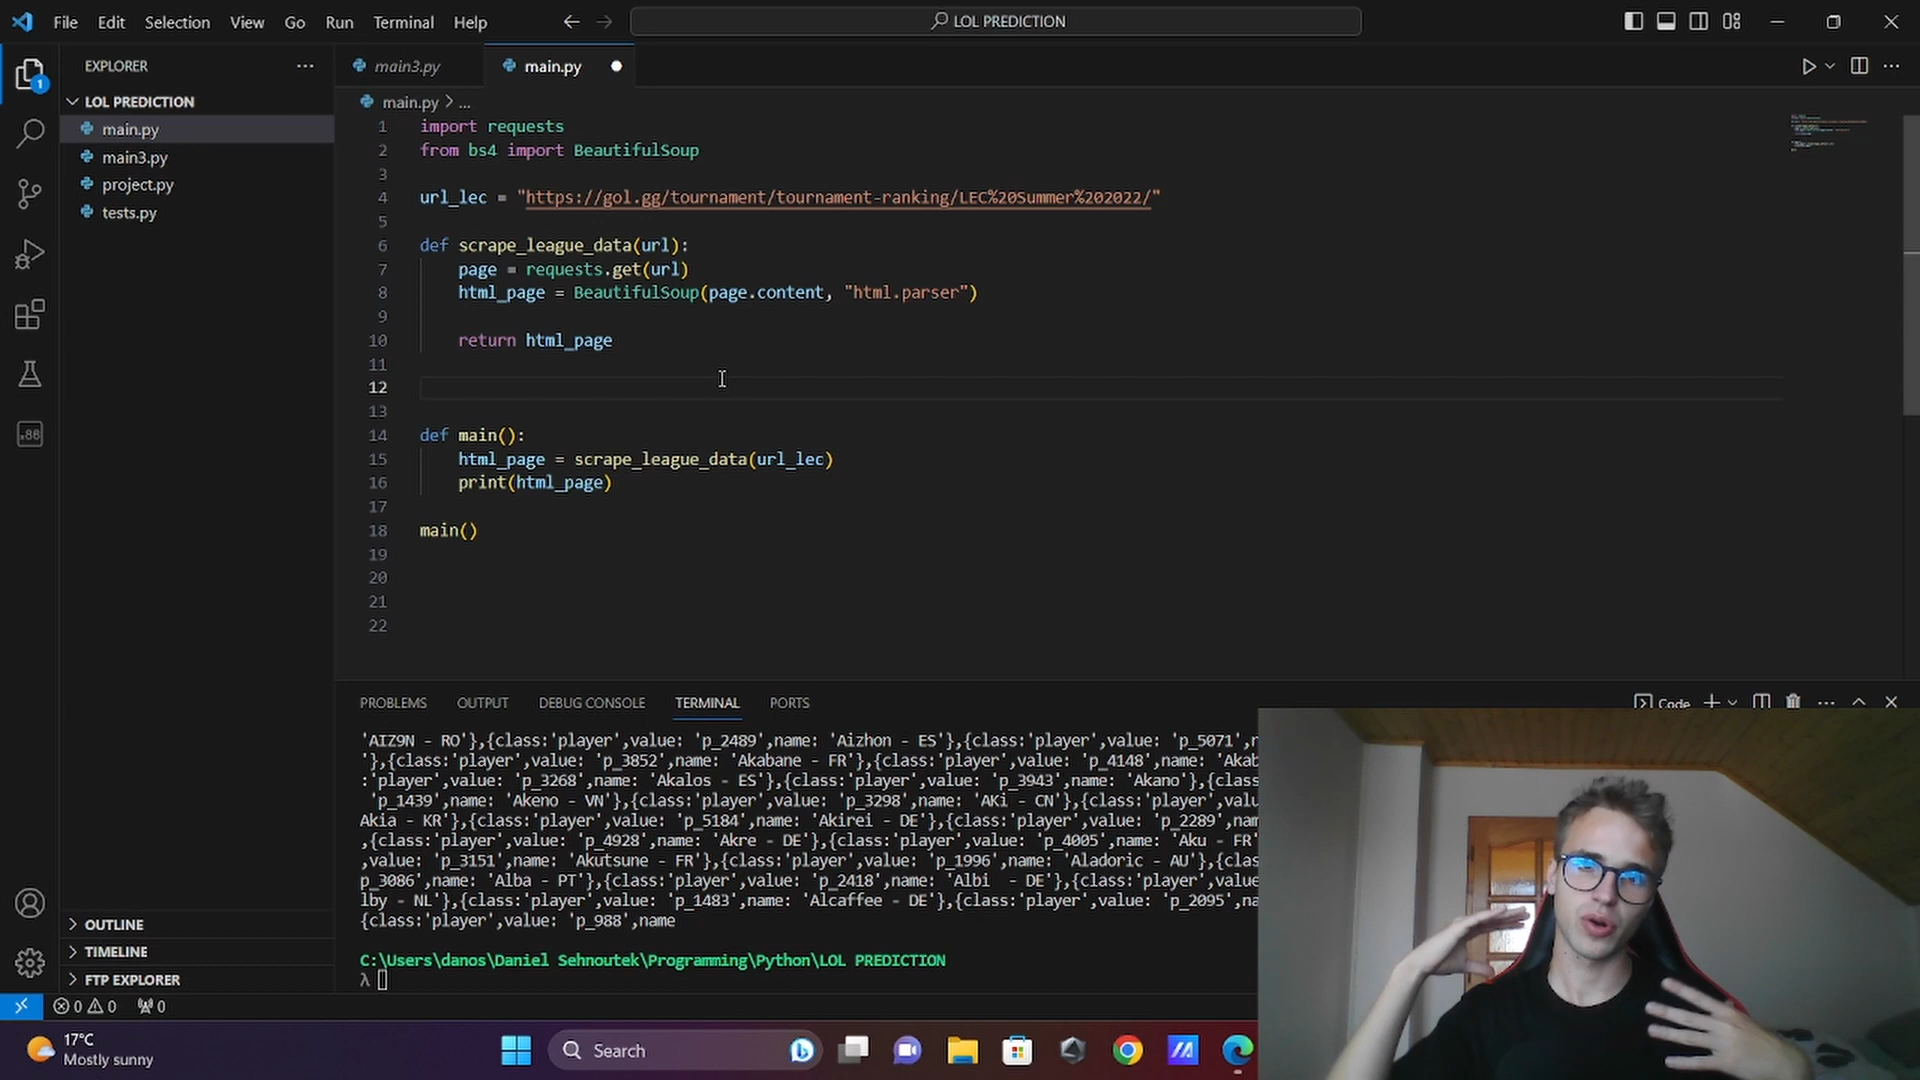 File Edit Selection View Go Run Terminal Help
LOL PREDICTION
EXPLORER
LOL PREDICTION
main.py
main3.py
project.py
tests.py
OUTLINE
TIMELINE
FTP EXPLORER
1
.86
main3.py
main.py
main.py > ...
1 import requests
2 from bs4 import BeautifulSoup
3
4 url_lec = "https://gol.gg/tournament/tournament-ranking/LEC%20Summer%202022/"
5
6 def scrape_league_data(url):
7 page = requests.get(url)
8 html_page = BeautifulSoup(page.content, "html.parser")
9
10 return html_page
11
12
13
14 def main():
15 html_page = scrape_league_data(url_lec)
16 print(html_page)
17
18 main()
19
20
21
22
PROBLEMS OUTPUT DEBUG CONSOLE TERMINAL PORTS
Code
'AIZ9N - RO'},{class:'player',value: 'p_2489',name: 'Aizhon - ES'},{class:'player',value: 'p_5071',n
'},{class:'player',value: 'p_3852',name: 'Akabane - FR'},{class:'player',value: 'p_4148',name: 'Akab
:'player',value: 'p_3268',name: 'Akalos - ES'},{class:'player',value: 'p_3943',name: 'Akano'},{class
'p_1439',name: 'Akeno - VN'},{class:'player',value: 'p_3298',name: 'AKi - CN'},{class:'player',valu
Akia - KR'},{class:'player',value: 'p_5184',name: 'Akirei - DE'},{class:'player',value: 'p_2289',name:
,{class:'player',value: 'p_4928',name: 'Akre - DE'},{class:'player',value: 'p_4005',name: 'Aku - FR'
,value: 'p_3151',name: 'Akutsune - FR'},{class:'player',value: 'p_1996',name: 'Aladoric - AU'},{clas
p_3086',name: 'Alba - PT'},{class:'player',value: 'p_2418',name: 'Albi  - DE'},{class:'player',value
lby - NL'},{class:'player',value: 'p_1483',name: 'Alcaffee - DE'},{class:'player',value: 'p_2095',na
{class:'player',value: 'p_988',name
C:\Users\danos\Daniel Sehnoutek\Programming\Python\LOL PREDICTION
λ
0 0 0
17°C
Mostly sunny
Search